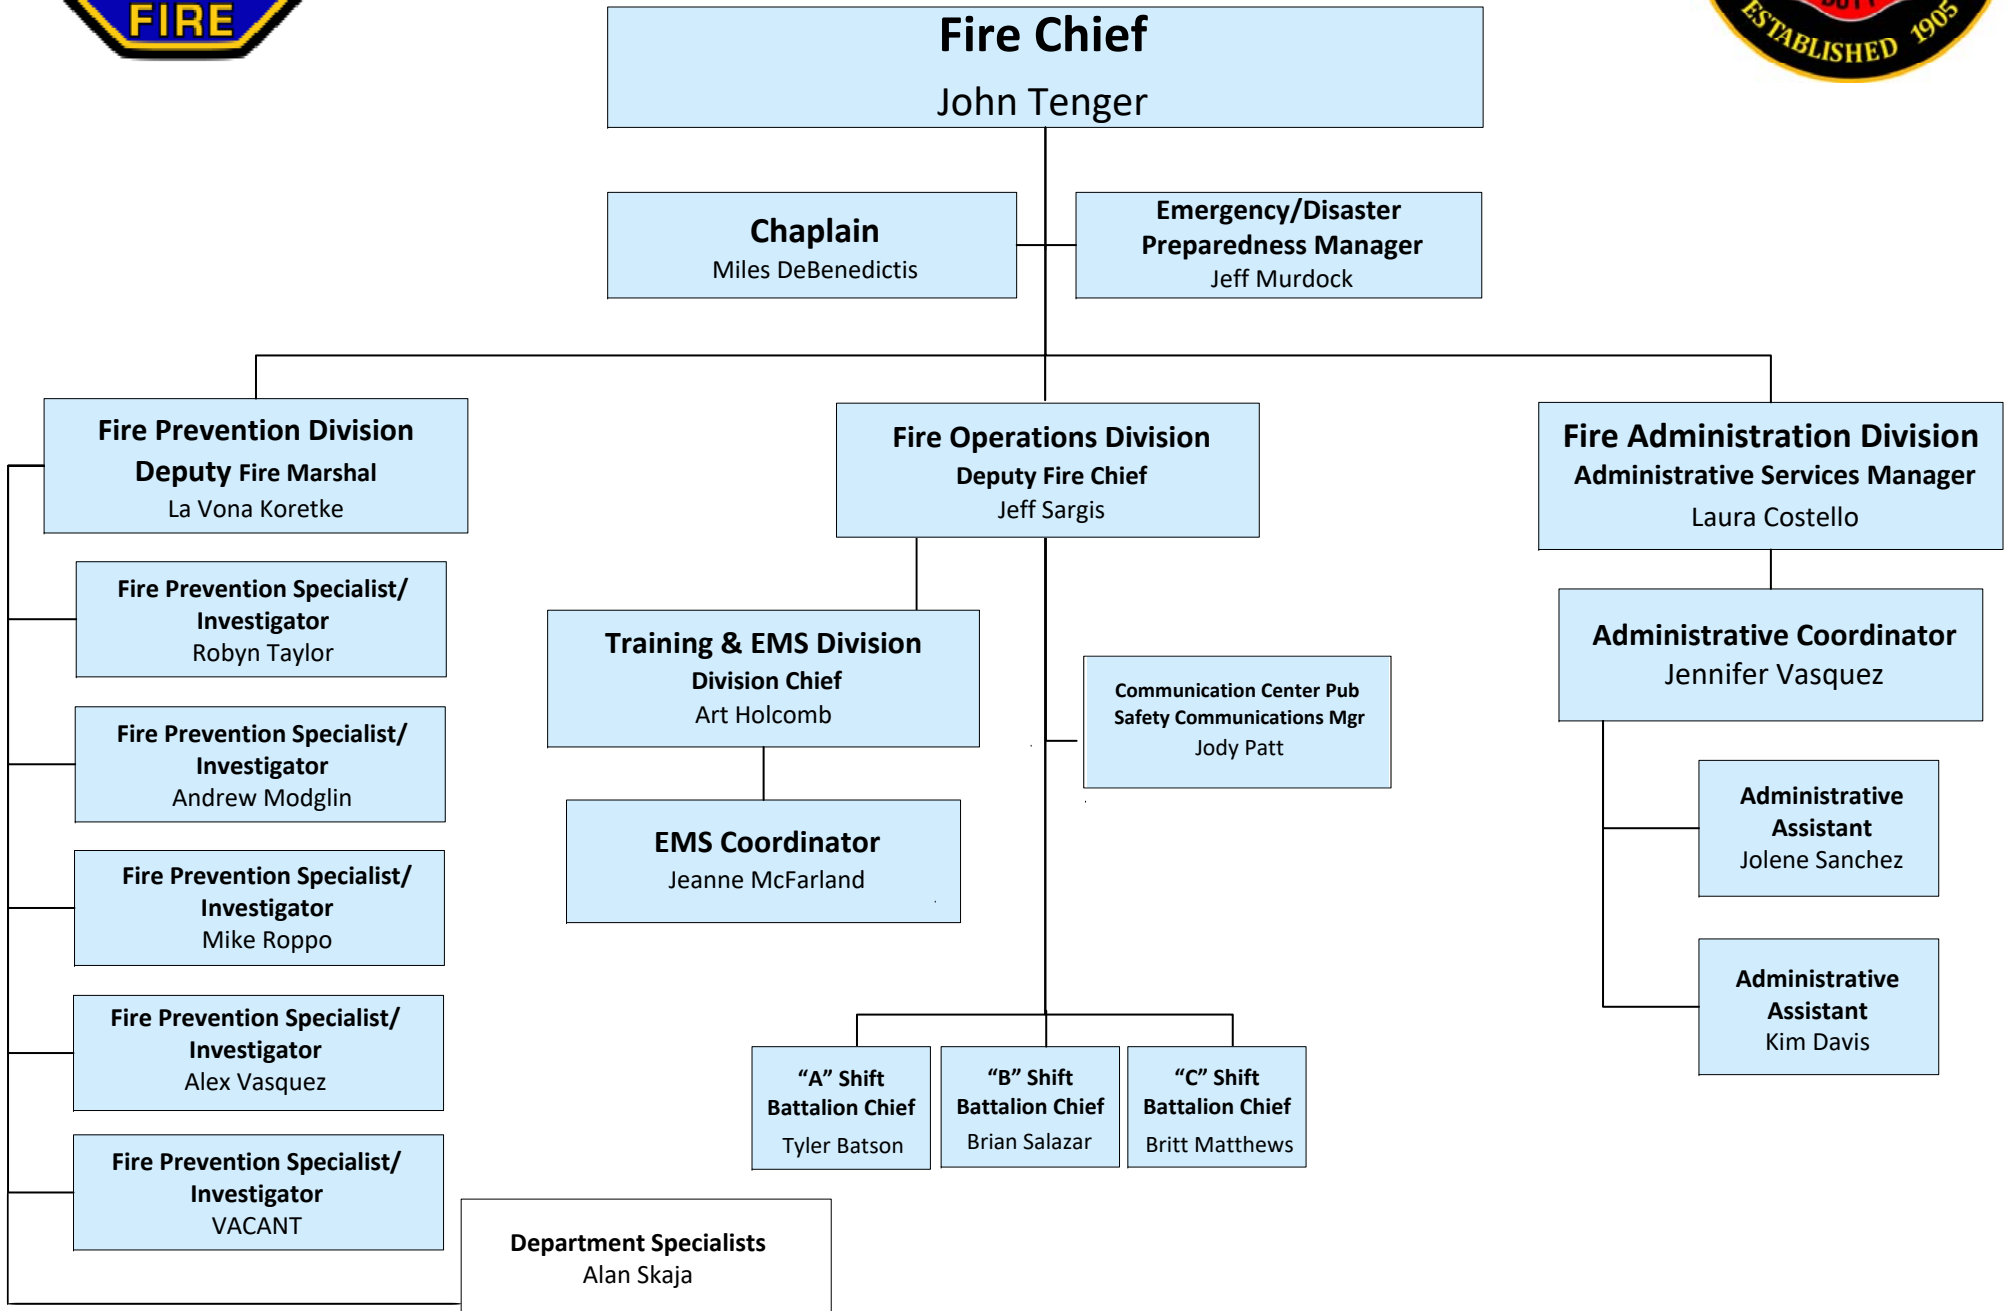 FIRE
ESTABLISHED 1905
Fire Chief
John Tenger
Chaplain
Miles DeBenedictis
Emergency/Disaster
Preparedness Manager
Jeff Murdock
Fire Prevention Division
Deputy Fire Marshal
La Vona Koretke
Fire Prevention Specialist/
Investigator
Robyn Taylor
Fire Prevention Specialist/
Investigator
Andrew Modglin
Fire Prevention Specialist/
Investigator
Mike Roppo
Fire Prevention Specialist/
Investigator
Alex Vasquez
Fire Prevention Specialist/
Investigator
VACANT
Department Specialists
Alan Skaja
Fire Operations Division
Deputy Fire Chief
Jeff Sargis
Training & EMS Division
Division Chief
Art Holcomb
EMS Coordinator
Jeanne McFarland
Communication Center Pub
Safety Communications Mgr
Jody Patt
“A” Shift
Battalion Chief
Tyler Batson
“B” Shift
Battalion Chief
Brian Salazar
“C” Shift
Battalion Chief
Britt Matthews
Fire Administration Division
Administrative Services Manager
Laura Costello
Administrative Coordinator
Jennifer Vasquez
Administrative
Assistant
Jolene Sanchez
Administrative
Assistant
Kim Davis